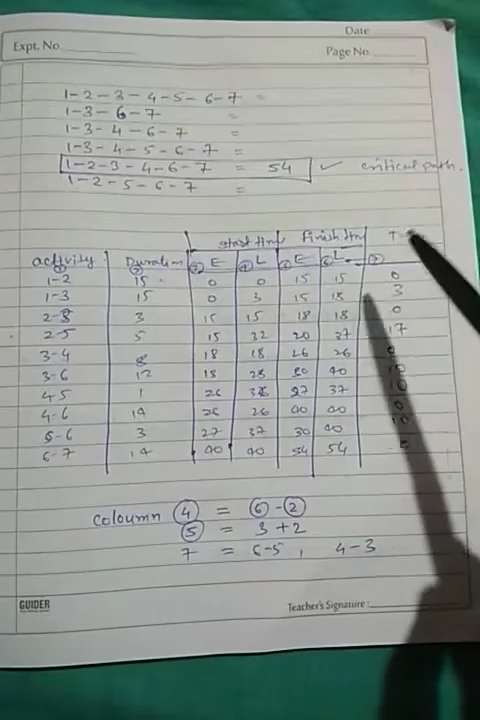 Date
Expt. No.
Page No.
1-2-3-4-5-6-7 =
1-3-6-7 =
1-3-4-6-7 =
1-3-4-5-6-7 =
1-2-3-4-6-7 = 54 ✓ critical path.
1-2-5-6-7 =
start Finish
activity Duration ③ E ④ L ⑤ E ⑥ L ⑦
1-2 15 0 0 15 15 0
1-3 15 0 3 15 18 3
2-3 3 15 15 18 18 0
2-5 5 15 32 20 37 17
3-4 8 18 18 26 26
3-6 12 18 28 30 40
4-5 1 26 36 27 37
4-6 14 26 26 40 40
5-6 3 27 37 30 40
6-7 14 40 40 54 54
coloumn ④ = ⑥-②
⑤ = 3+2
7 = 6-5, 4-3
GUIDER
Teacher's Signature :